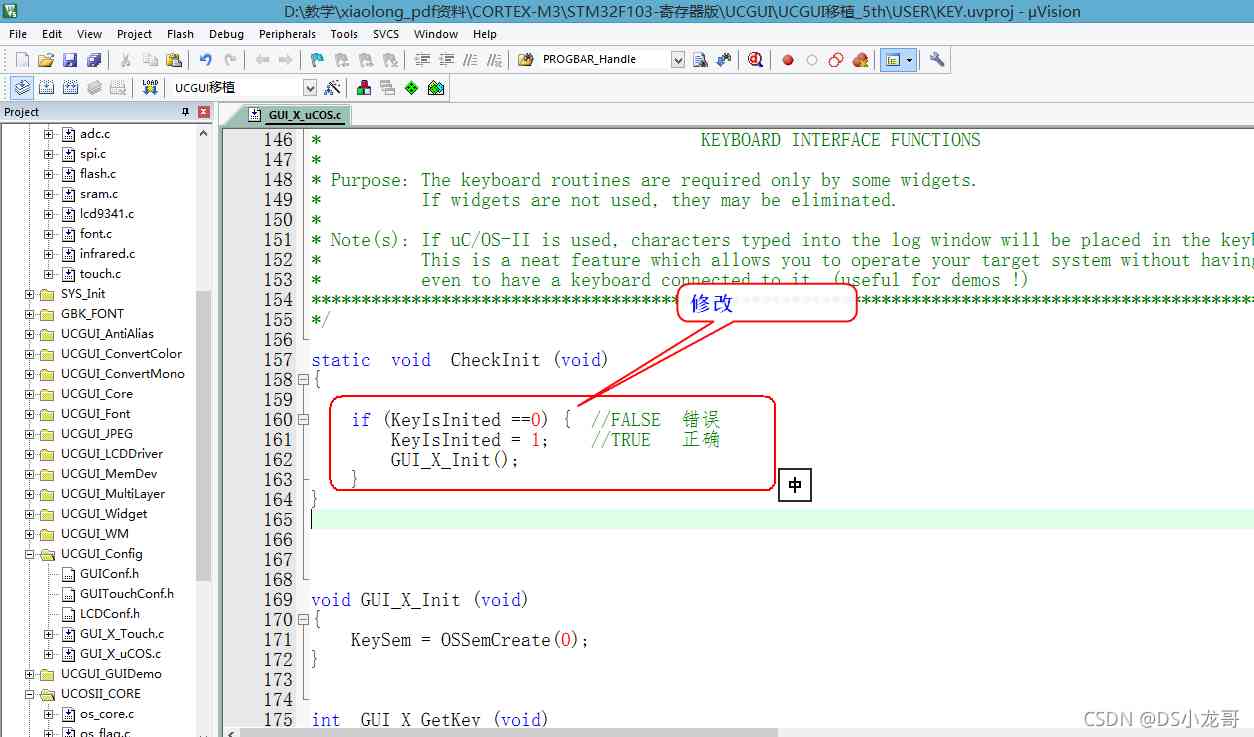 D:\教学\xiaolong_pdf资料\CORTEX-M3\STM32F103-寄存器版\UCGUI\UCGUI移植_5th\USER\KEY.uvproj - µVision
File Edit View Project Flash Debug Peripherals Tools SVCS Window Help
PROGBAR_Handle
LOAD UCGUI移植
Project
adc.c
spi.c
flash.c
sram.c
lcd9341.c
font.c
infrared.c
touch.c
SYS_Init
GBK_FONT
UCGUI_AntiAlias
UCGUI_ConvertColor
UCGUI_ConvertMono
UCGUI_Core
UCGUI_Font
UCGUI_JPEG
UCGUI_LCDDriver
UCGUI_MemDev
UCGUI_MultiLayer
UCGUI_Widget
UCGUI_WM
UCGUI_Config
GUIConf.h
GUITouchConf.h
LCDConf.h
GUI_X_Touch.c
GUI_X_uCOS.c
UCGUI_GUIDemo
UCOSII_CORE
os_core.c
os_flag.c
GUI_X_uCOS.c
146 * KEYBOARD INTERFACE FUNCTIONS
147 *
148 * Purpose: The keyboard routines are required only by some widgets.
149 * If widgets are not used, they may be eliminated.
150 *
151 * Note(s): If uC/OS-II is used, characters typed into the log window will be placed in the key
152 * This is a neat feature which allows you to operate your target system without having
153 * even to have a keyboard connected to it. (useful for demos !)
154 *********************************************************************************************
修改
155 */
156
157 static void CheckInit (void)
158 {
159
160 if (KeyIsInited ==0) { //FALSE 错误
161 KeyIsInited = 1; //TRUE 正确
162 GUI_X_Init();
163 }
中
164 }
165
166
167
168
169 void GUI_X_Init (void)
170 {
171 KeySem = OSSemCreate(0);
172 }
173
174
175 int GUI_X_GetKey (void)
CSDN @DS小龙哥